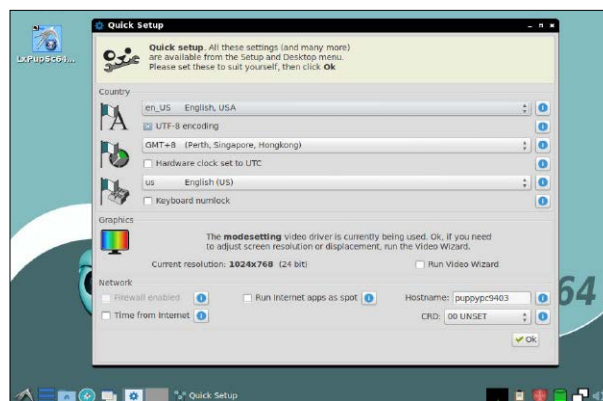 LxPupSc64...
Quick Setup
Quick setup. All these settings (and many more)
are available from the Setup and Desktop menu.
Please set these to suit yourself, then click Ok
Country
en_US English, USA
UTF-8 encoding
GMT+8 (Perth, Singapore, Hongkong)
Hardware clock set to UTC
us English (US)
Keyboard numlock
Graphics
The modesetting video driver is currently being used. Ok, if you need
to adjust screen resolution or displacement, run the Video Wizard.
Current resolution: 1024x768 (24 bit) Run Video Wizard
Network
Firewall enabled Run Internet apps as spot Hostname: puppypc9403
Time from Internet CRD: 00 UNSET
Ok
64
Quick Setup